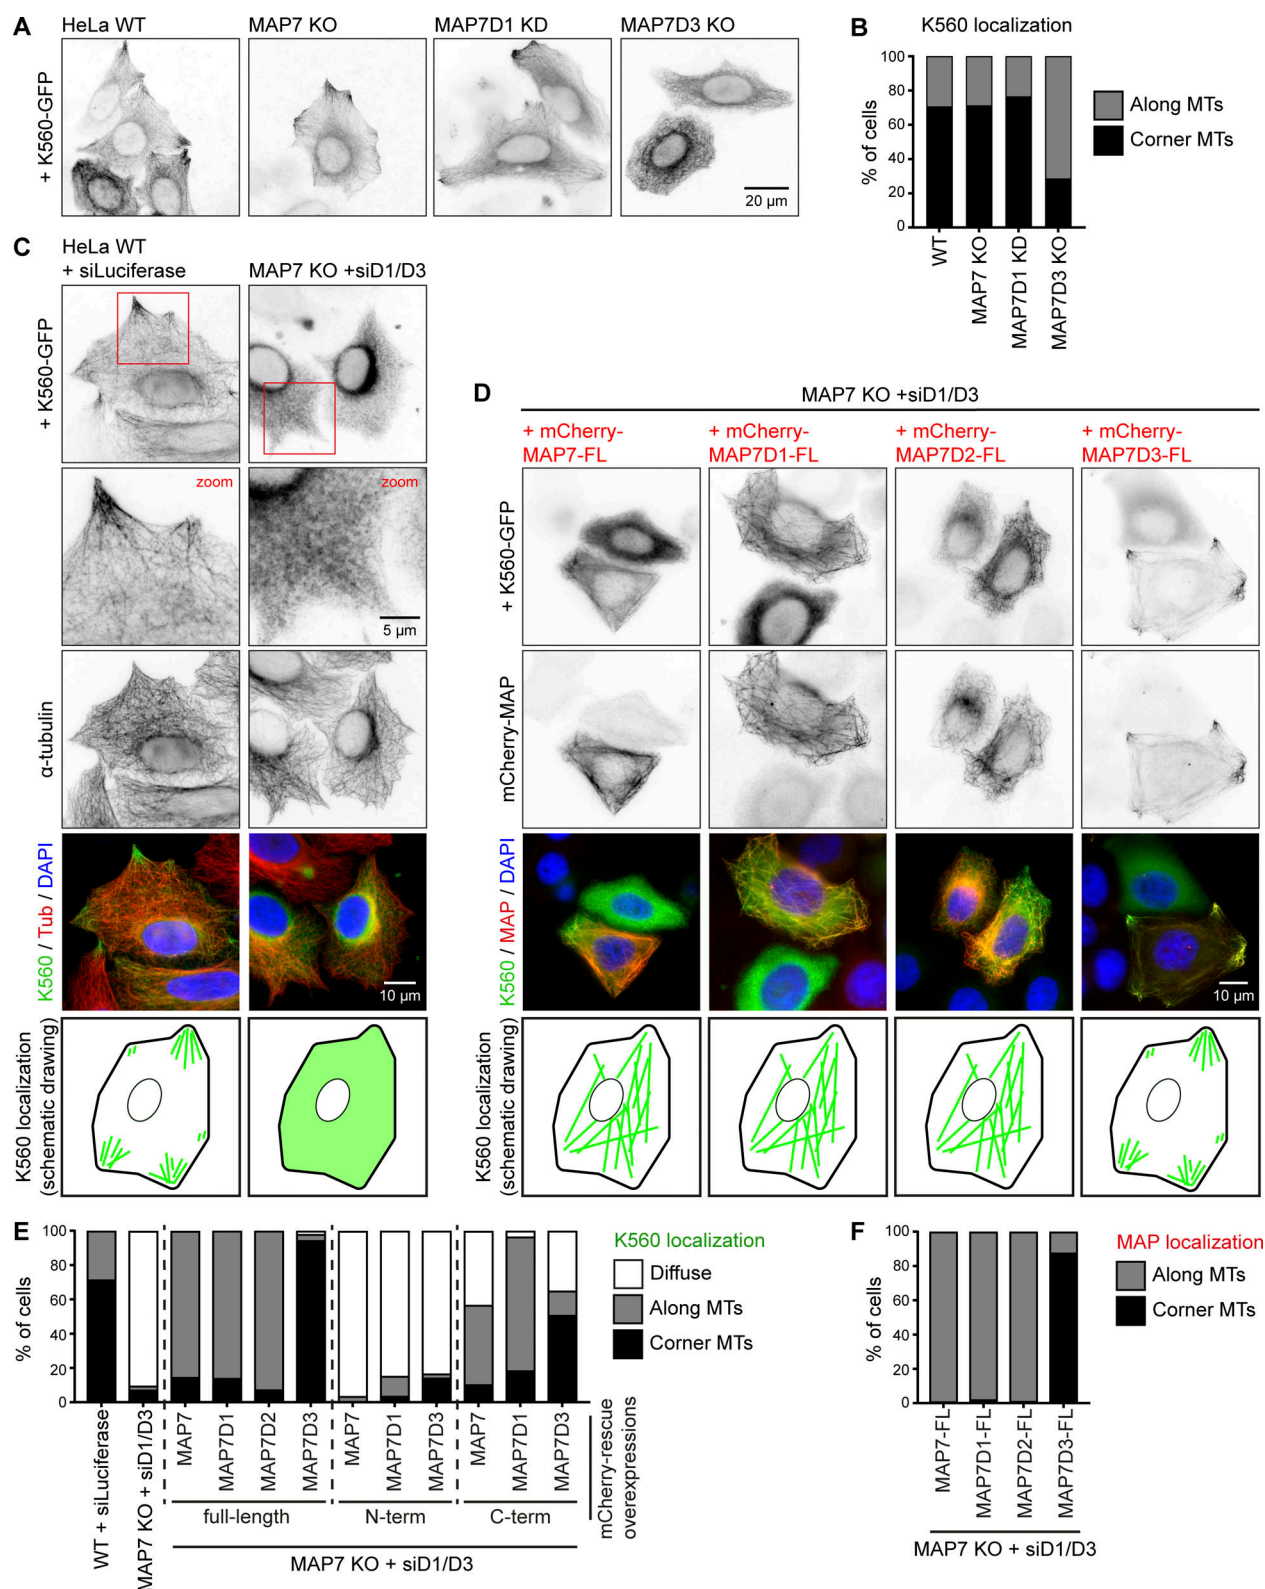 A
HeLa WT
MAP7 KO
MAP7D1 KD
MAP7D3 KO
+ K560-GFP
20 µm
B
K560 localization
% of cells
100
80
60
40
20
0
WT
MAP7 KO
MAP7D1 KD
MAP7D3 KO
Along MTs
Corner MTs
C
HeLa WT
+ siLuciferase
MAP7 KO +siD1/D3
+ K560-GFP
zoom
zoom
5 µm
α-tubulin
K560 / Tub / DAPI
10 µm
K560 localization
(schematic drawing)
D
MAP7 KO +siD1/D3
+ mCherry-
MAP7-FL
+ mCherry-
MAP7D1-FL
+ mCherry-
MAP7D2-FL
+ mCherry-
MAP7D3-FL
+ K560-GFP
mCherry-MAP
K560 / MAP / DAPI
10 µm
K560 localization
(schematic drawing)
E
% of cells
100
80
60
40
20
0
WT + siLuciferase
MAP7 KO + siD1/D3
MAP7
MAP7D1
MAP7D2
MAP7D3
MAP7
MAP7D1
MAP7D3
MAP7
MAP7D1
MAP7D3
full-length
N-term
C-term
MAP7 KO + siD1/D3
mCherry-rescue
overexpressions
K560 localization
Diffuse
Along MTs
Corner MTs
F
% of cells
100
80
60
40
20
0
MAP7-FL
MAP7D1-FL
MAP7D2-FL
MAP7D3-FL
MAP7 KO + siD1/D3
MAP localization
Along MTs
Corner MTs